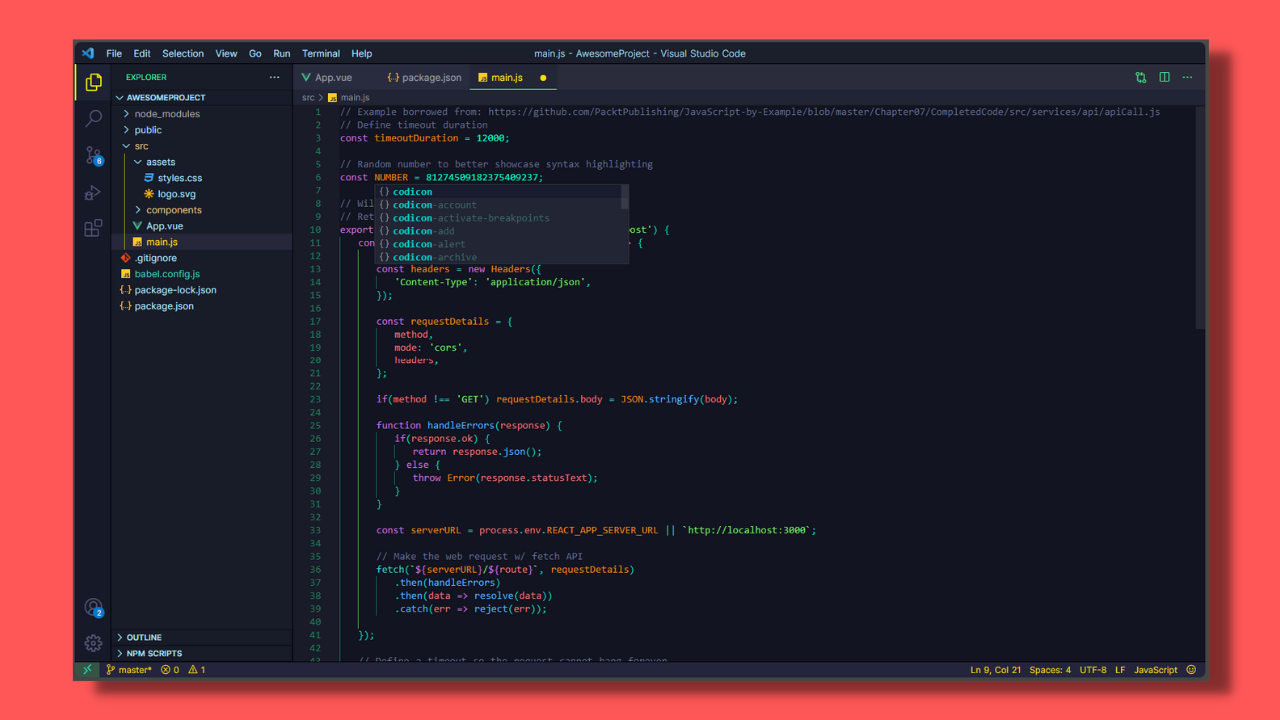 File Edit Selection View Go Run Terminal Help
main.js - AwesomeProject - Visual Studio Code
EXPLORER
AWESOMEPROJECT
node_modules
public
src
assets
styles.css
logo.svg
components
App.vue
main.js
.gitignore
babel.config.js
package-lock.json
package.json
OUTLINE
NPM SCRIPTS
6
2
App.vue {..} package.json main.js
src > main.js
1 // Example borrowed from: https://github.com/PacktPublishing/JavaScript-by-Example/blob/master/Chapter07/CompletedCode/src/services/api/apiCall.js
2 // Define timeout duration
3 const timeoutDuration = 12000;
4
5 // Random number to better showcase syntax highlighting
6 const NUMBER = 81274509182375409237;
7
8 // Wil
9 // Ret
10 export ost') {
11 con {
{} codicon
{} codicon-account
{} codicon-activate-breakpoints
{} codicon-add
{} codicon-alert
{} codicon-archive
12
13 const headers = new Headers({
14 'Content-Type': 'application/json',
15 });
16
17 const requestDetails = {
18 method,
19 mode: 'cors',
20 headers,
21 };
22
23 if(method !== 'GET') requestDetails.body = JSON.stringify(body);
24
25 function handleErrors(response) {
26 if(response.ok) {
27 return response.json();
28 } else {
29 throw Error(response.statusText);
30 }
31 }
32
33 const serverURL = process.env.REACT_APP_SERVER_URL || `http://localhost:3000`;
34
35 // Make the web request w/ fetch API
36 fetch(`${serverURL}/${route}`, requestDetails)
37 .then(handleErrors)
38 .then(data => resolve(data))
39 .catch(err => reject(err));
40
41 });
42
43 // Define a timeout so the request cannot hang forever
master* 0 1 Ln 9, Col 21 Spaces: 4 UTF-8 LF JavaScript